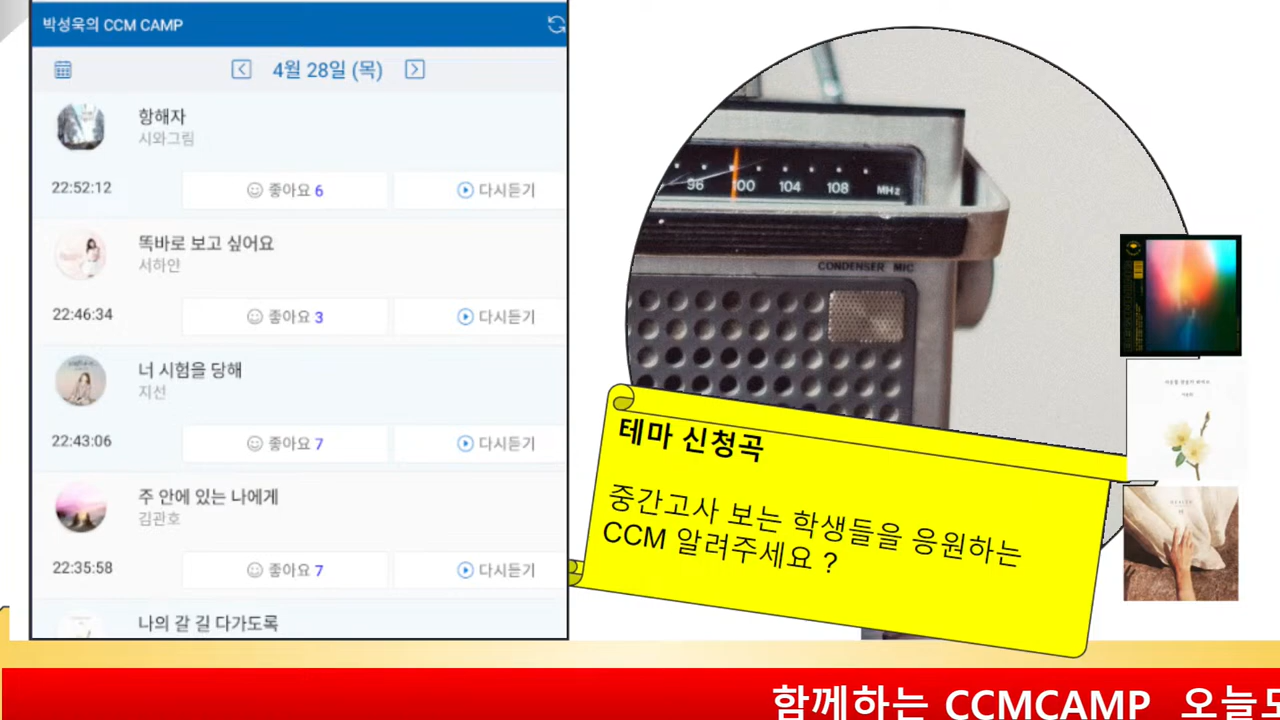 박성욱의 CCM CAMP
4월 28일 (목)
항해자
시와그림
22:52:12
좋아요 6
다시듣기
똑바로 보고 싶어요
서하얀
22:46:34
좋아요 3
다시듣기
너 시험을 당해
지선
22:43:06
좋아요 7
다시듣기
주 안에 있는 나에게
김관호
22:35:58
좋아요 7
다시듣기
나의 갈 길 다가도록
96 100 104 108 MHz
CONDENSER MIC
테마 신청곡
중간고사 보는 학생들을 응원하는
CCM 알려주세요 ?
함께하는 CCMCAMP 오늘도